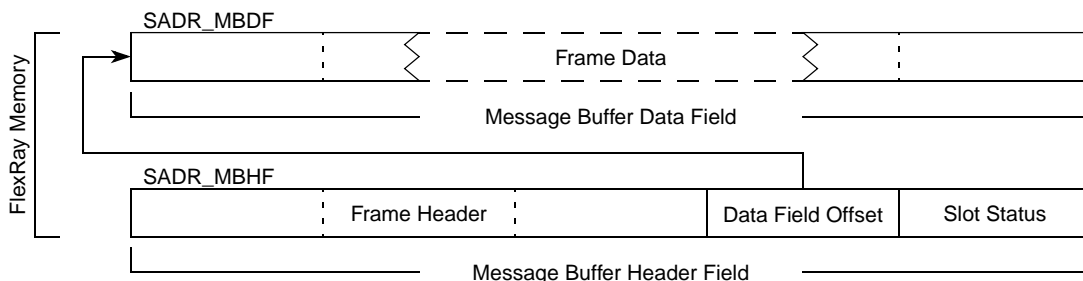 SADR_MBDF
Frame Data
Message Buffer Data Field
FlexRay Memory
SADR_MBHF
Frame Header
Data Field Offset
Slot Status
Message Buffer Header Field